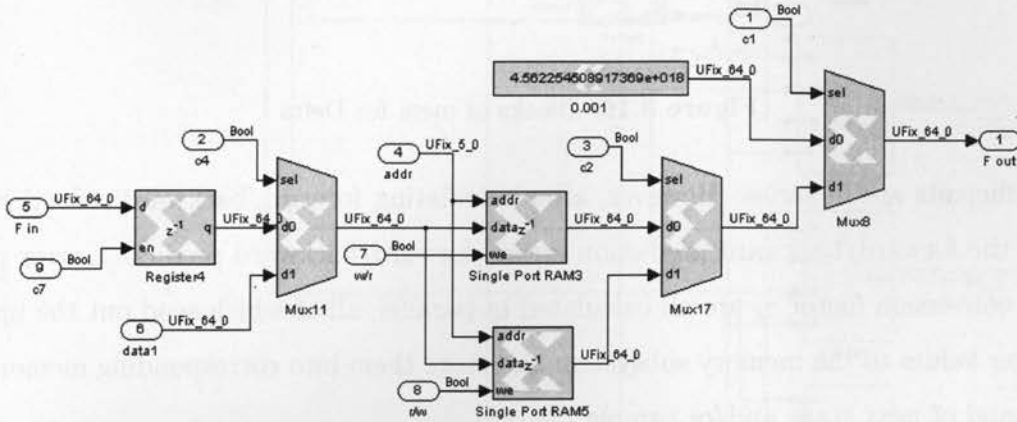 1
Bool
c1
4.562254508917369e+018
UFix_64_0
0.001
sel
d0
d1
Mux8
UFix_64_0
1
F out
2
Bool
c4
4
addr
UFix_5_0
3
Bool
c2
5
F in
UFix_64_0
9
c7
Bool
d
en
z-1
q
Register4
UFix_64_0
sel
d0
d1
Mux11
UFix_64_0
6
data1
UFix_64_0
7
w/r
Bool
addr
data
we
z-1
Single Port RAM3
UFix_64_0
sel
d0
d1
Mux17
UFix_64_0
8
r/w
Bool
addr
data
we
z-1
Single Port RAM5
UFix_64_0